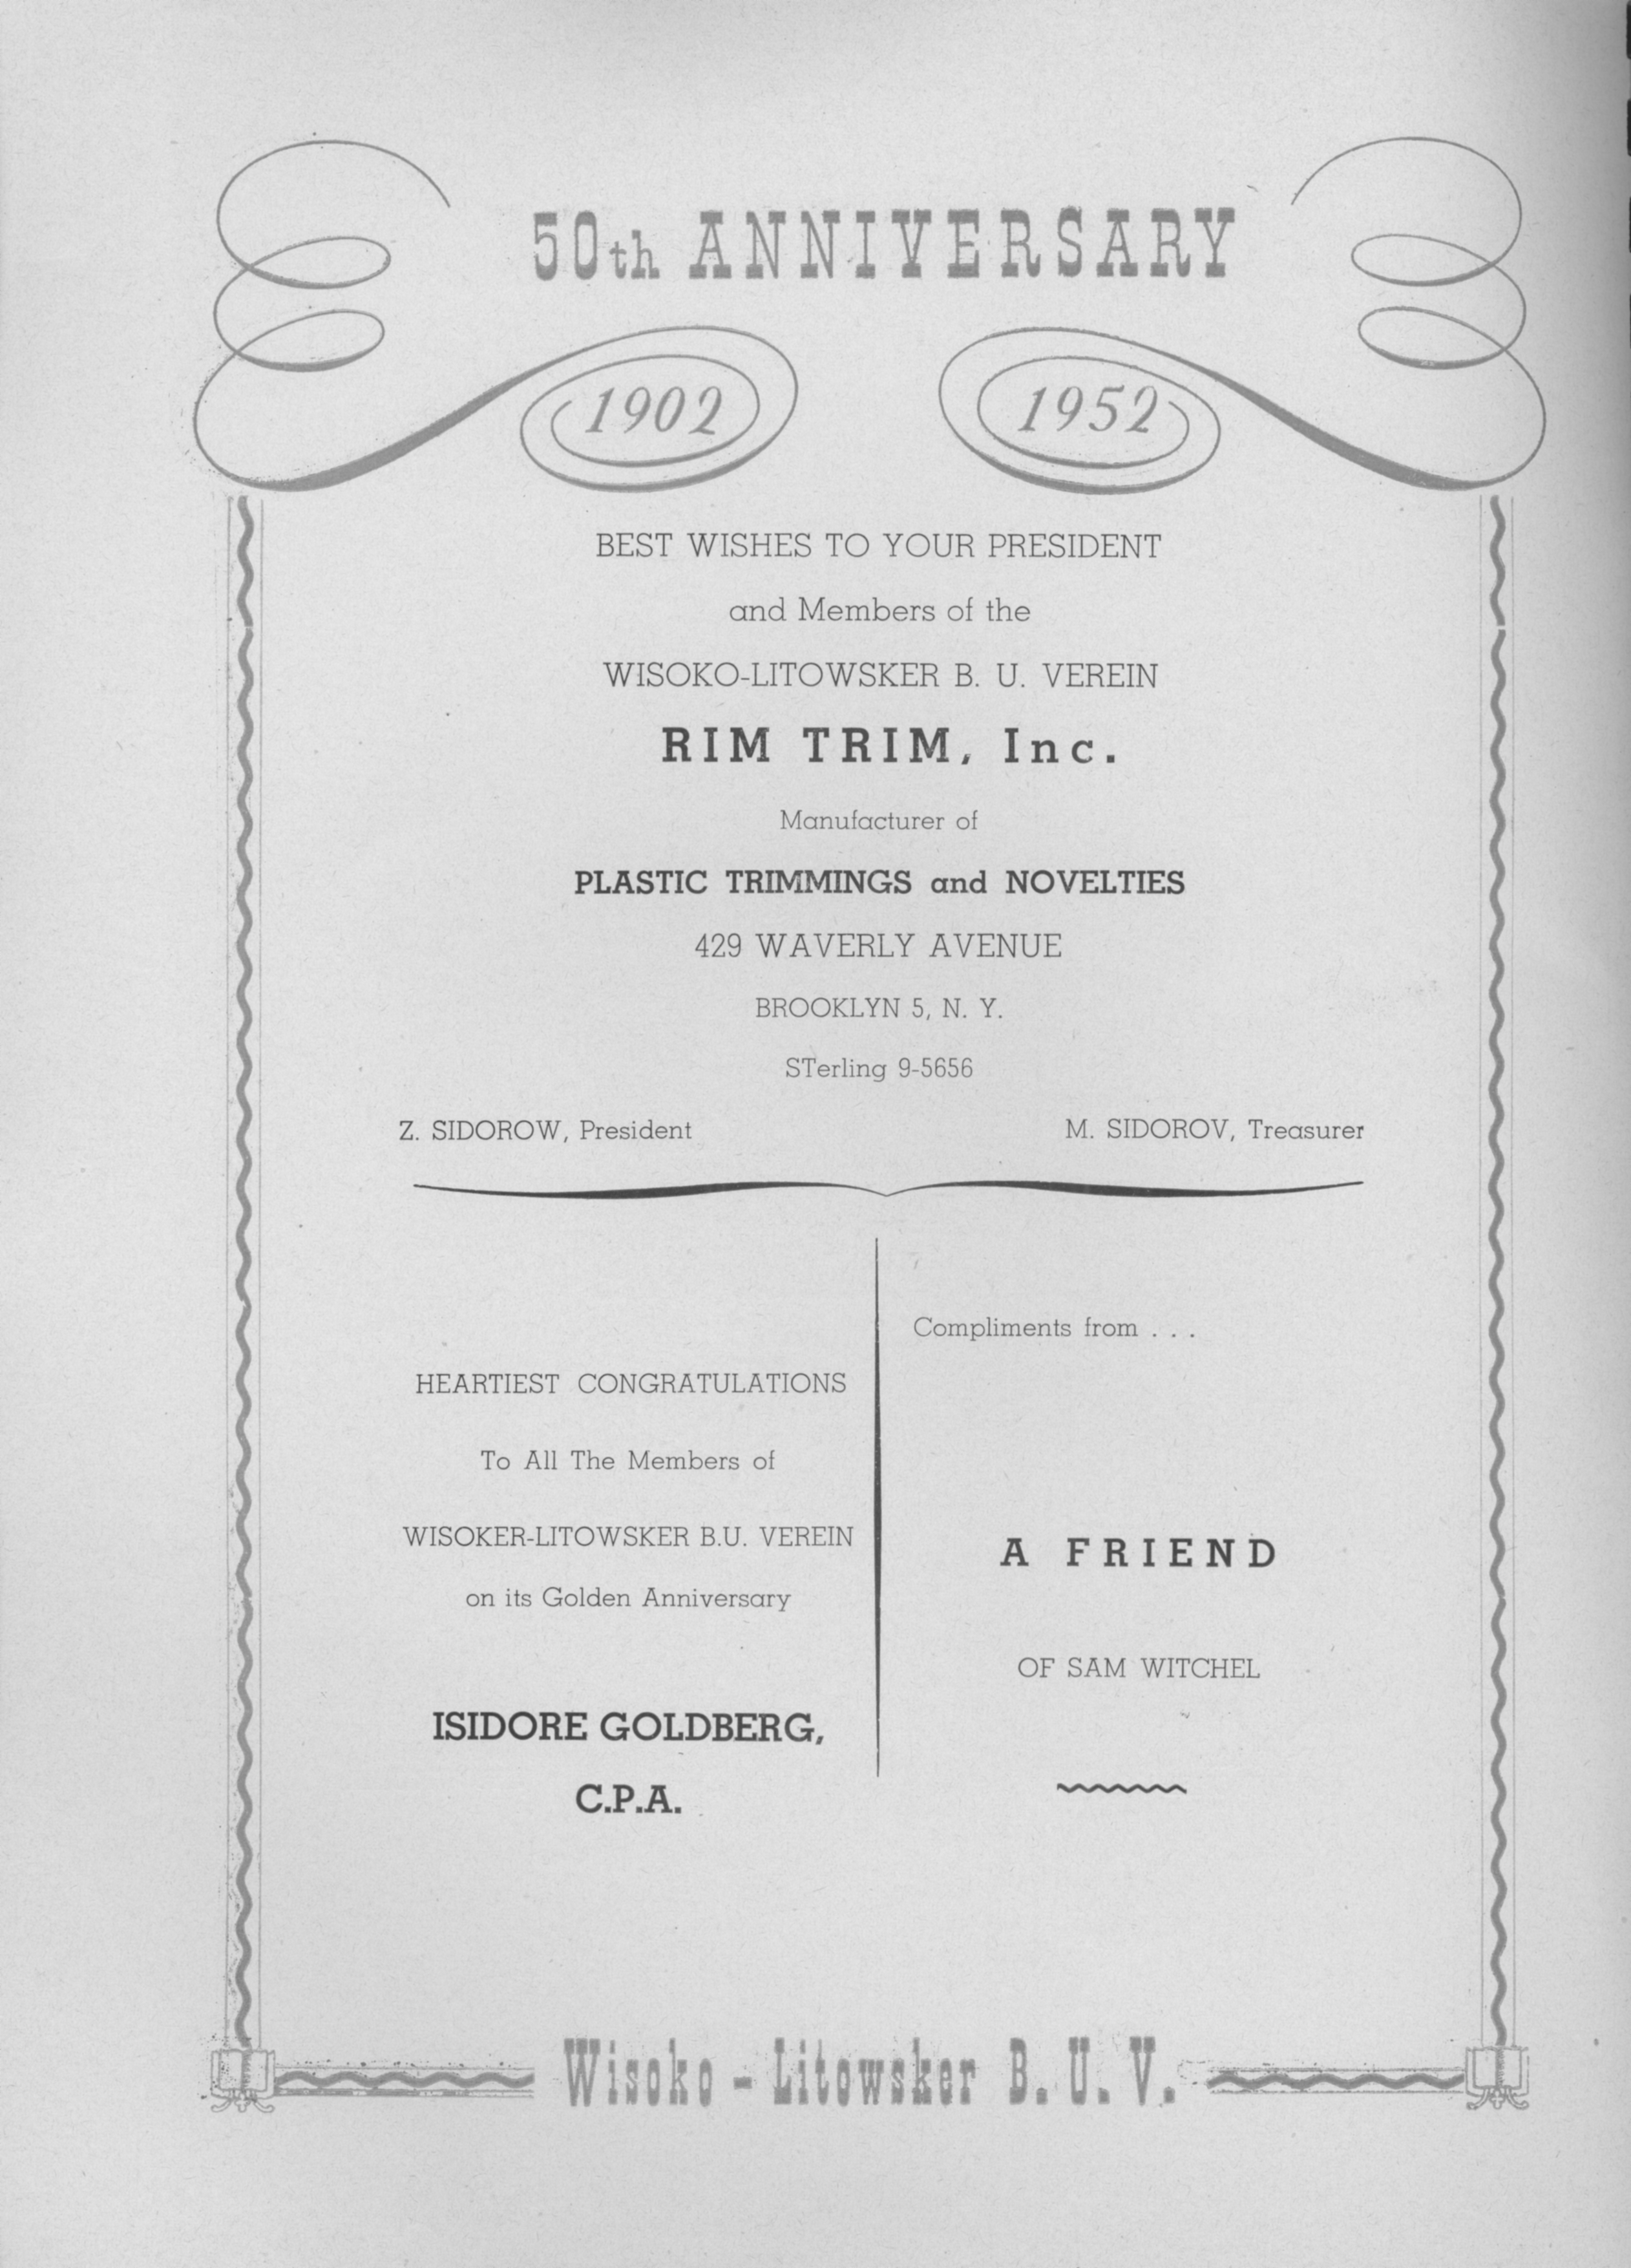 50th ANNIVERSARY
1902 1952
BEST WISHES TO YOUR PRESIDENT
and Members of the
WISOKO-LITOWSKER B. U. VEREIN
RIM TRIM, Inc.
Manufacturer of
PLASTIC TRIMMINGS and NOVELTIES
429 WAVERLY AVENUE
BROOKLYN 5, N. Y.
STerling 9-5656
Z. SIDOROW, President
M. SIDOROV, Treasurer
HEARTIEST CONGRATULATIONS
To All The Members of
WISOKER-LITOWSKER B.U. VEREIN
on its Golden Anniversary
ISIDORE GOLDBERG,
C.P.A.
Compliments from . . .
A FRIEND
OF SAM WITCHEL
Wisoko - Litowsker B. U. V.